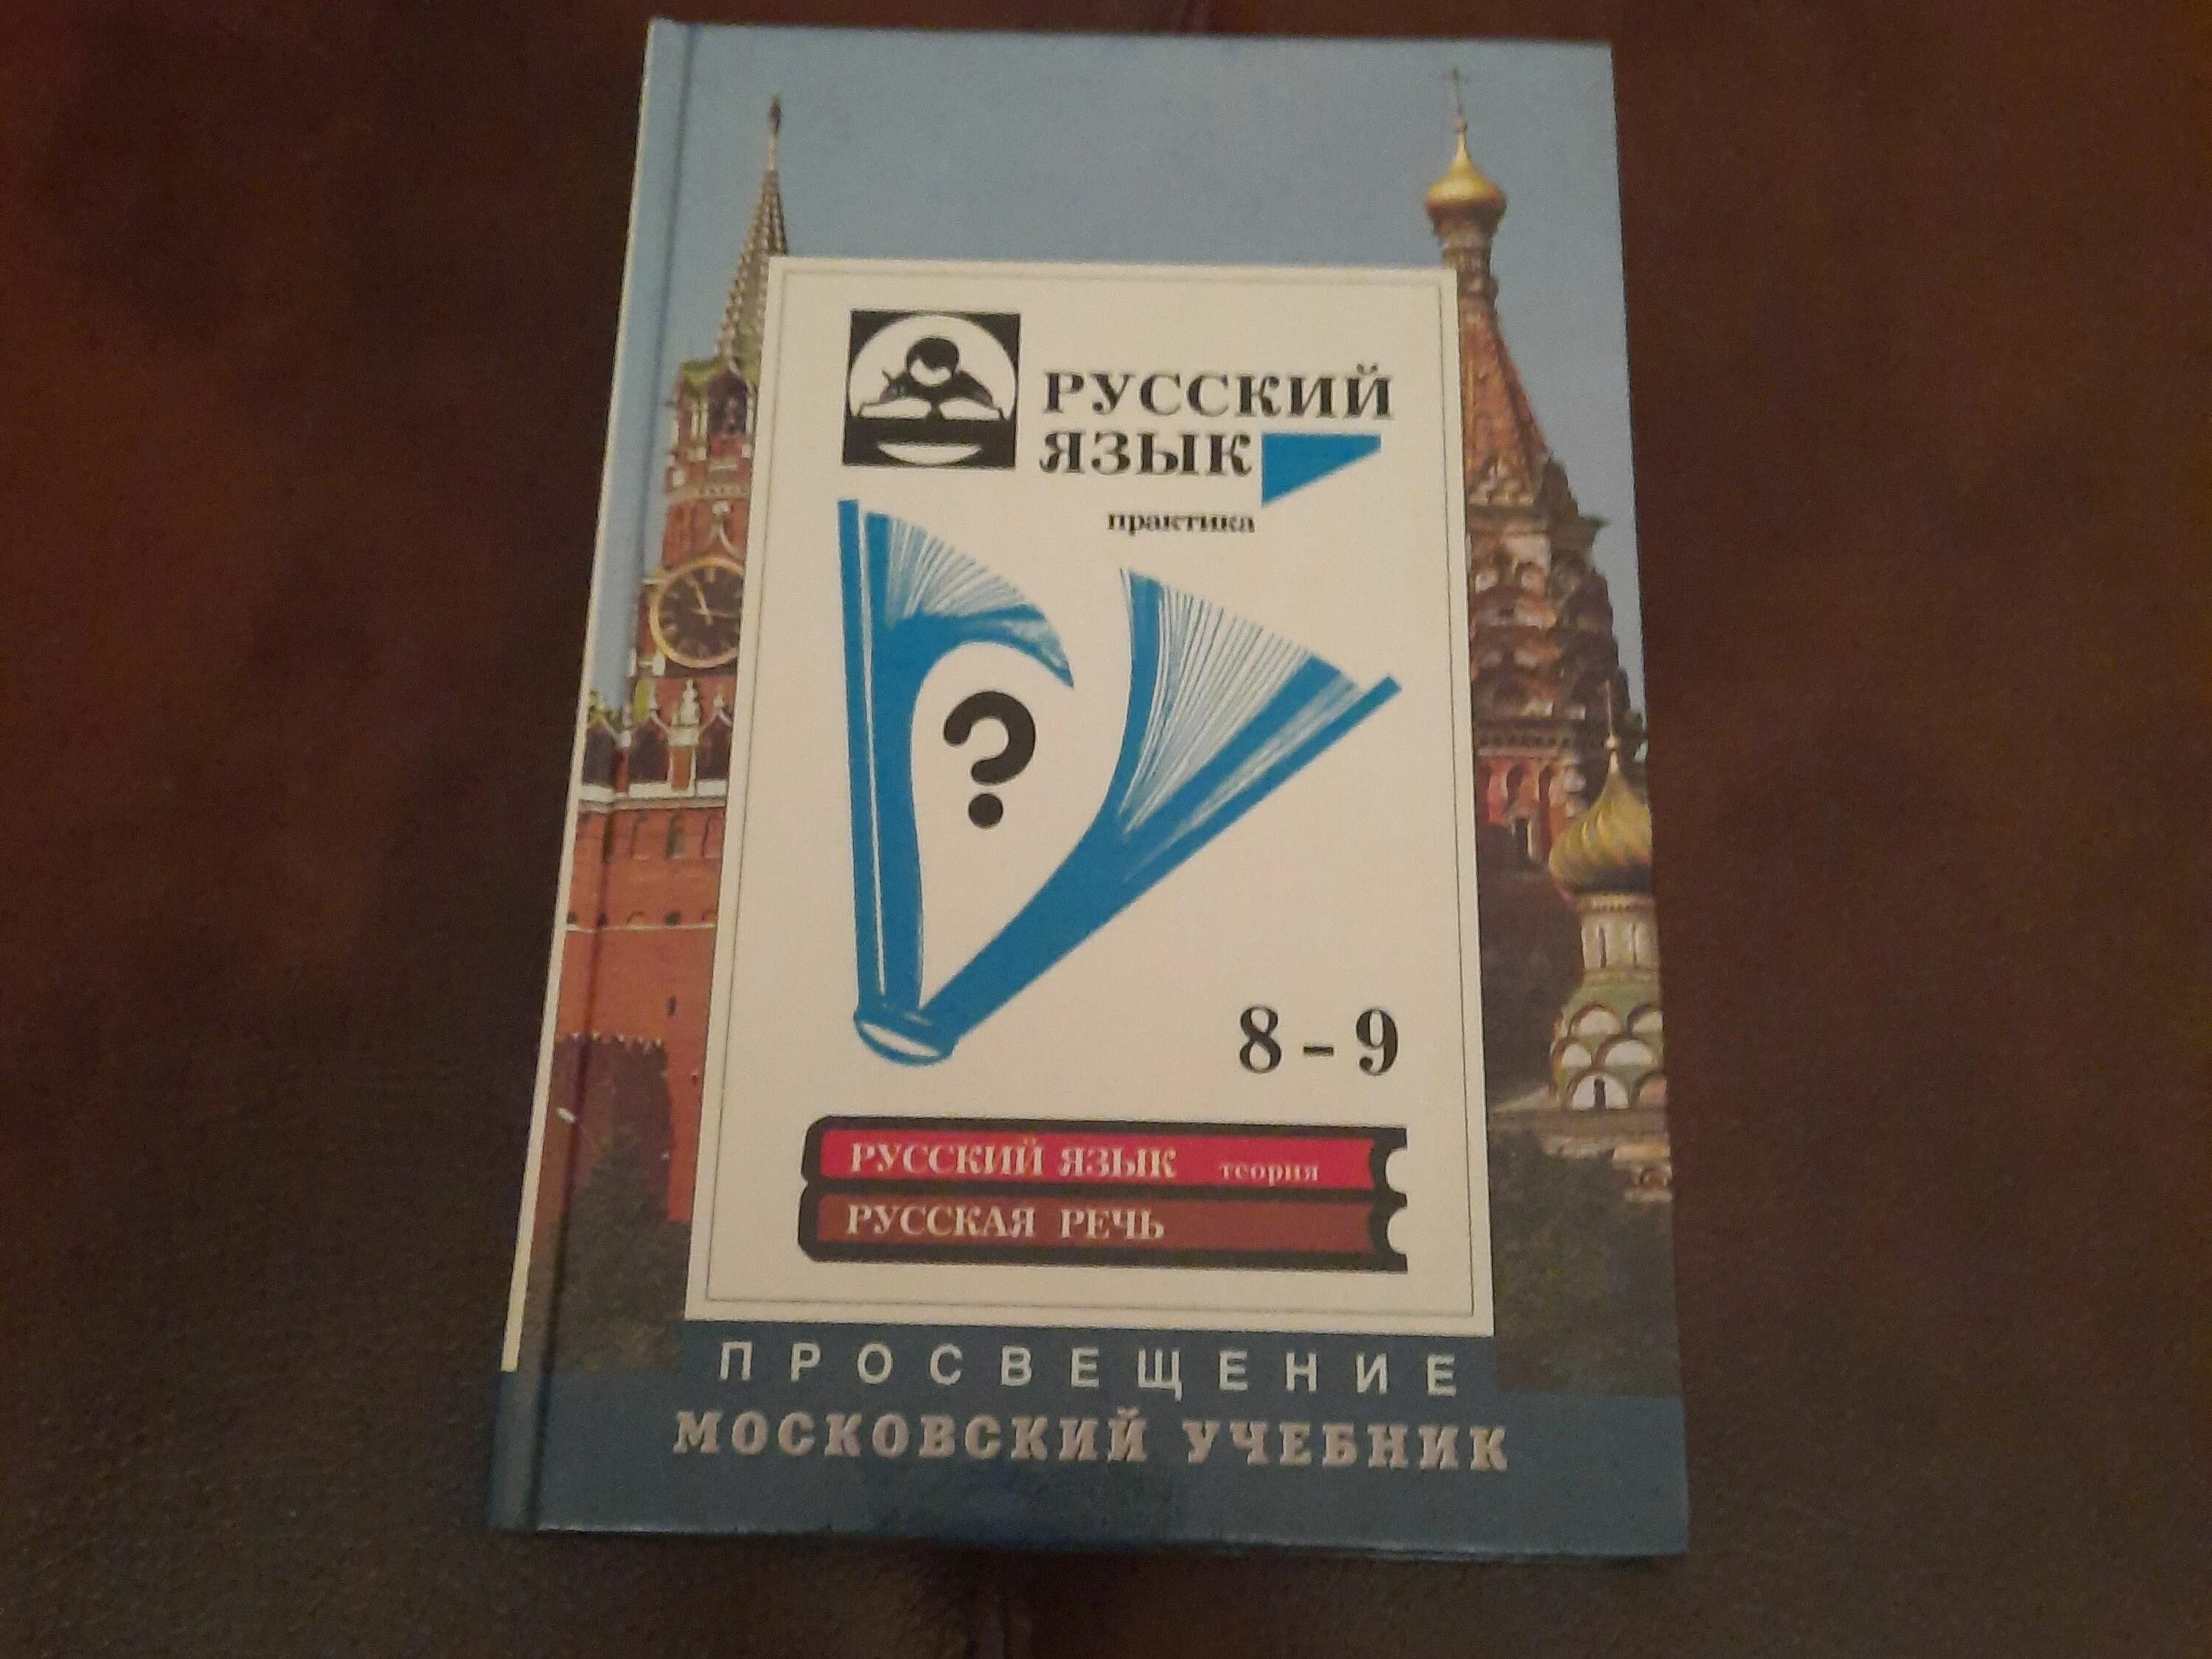 РУССКИЙ
ЯЗЫК
практика
?
8 - 9
РУССКИЙ ЯЗЫК теория
РУССКАЯ РЕЧЬ
ПРОСВЕЩЕНИЕ
МОСКОВСКИЙ УЧЕБНИК